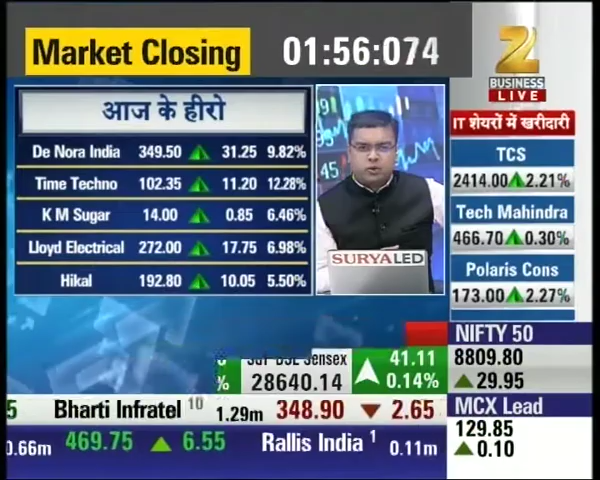 Market Closing
01:56:074
Z
BUSINESS
LIVE
आज के हीरो
De Nora India 349.50 31.25 9.82%
Time Techno 102.35 11.20 12.28%
K M Sugar 14.00 0.85 6.46%
Lloyd Electrical 272.00 17.75 6.98%
Hikal 192.80 10.05 5.50%
9
45
SURYA LED
IT शेयरों में खरीदारी
TCS
2414.00 2.21%
Tech Mahindra
466.70 0.30%
Polaris Cons
173.00 2.27%
NIFTY 50
8809.80
29.95
MCX Lead
129.85
0.10
% S&P BSE Sensex 41.11
28640.14 0.14%
5 Bharti Infratel 10 1.29m 348.90 2.65
0.66m 469.75 6.55 Rallis India 1 0.11m